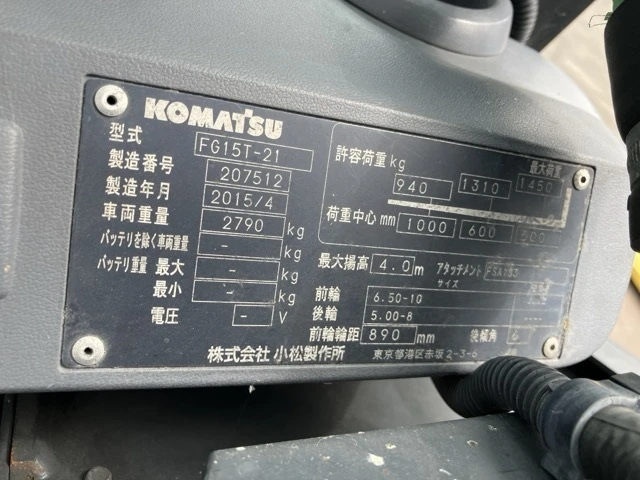 KOMATSU
型式 FG15T-21
製造番号 207512
製造年月 2015/4
車両重量 2790 kg
バッテリを除く車両重量 - kg
バッテリ重量 最大 - kg
最小 - kg
電圧 - V
許容荷重 kg 最大荷重
940 1310 1450
荷重中心 mm 1000 600 500
最大揚高 4.0 m アタッチメント FSA133
サイズ
前輪 6.50-10
後輪 5.00-8
前輪輪距 890 mm 後傾角 6
株式会社 小松製作所 東京都港区赤坂 2-3-6